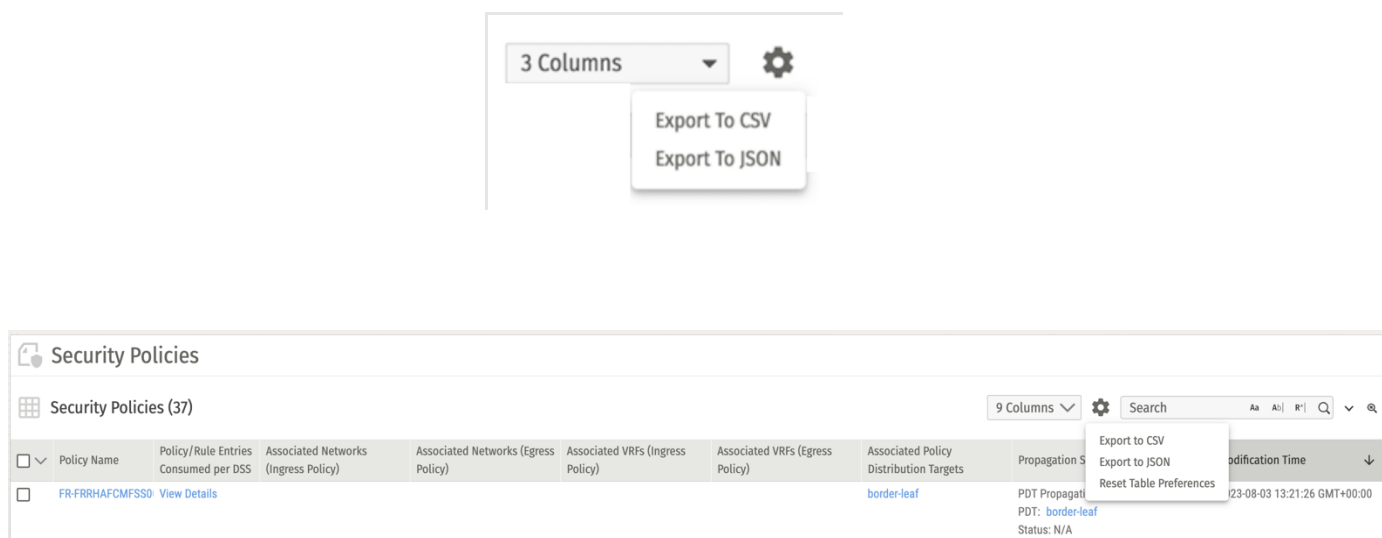 3 Columns
Export To CSV
Export To JSON
Security Policies
Security Policies (37)
9 Columns
Search
Aa Ab| R*|
Export to CSV
Export to JSON
Reset Table Preferences
Policy Name
Policy/Rule Entries
Consumed per DSS
Associated Networks
(Ingress Policy)
Associated Networks (Egress
Policy)
Associated VRFs (Ingress
Policy)
Associated VRFs (Egress
Policy)
Associated Policy
Distribution Targets
Propagation S
odification Time
FR-FRRHAFCMFSS0
View Details
border-leaf
PDT Propagati
PDT: border-leaf
Status: N/A
23-08-03 13:21:26 GMT+00:00